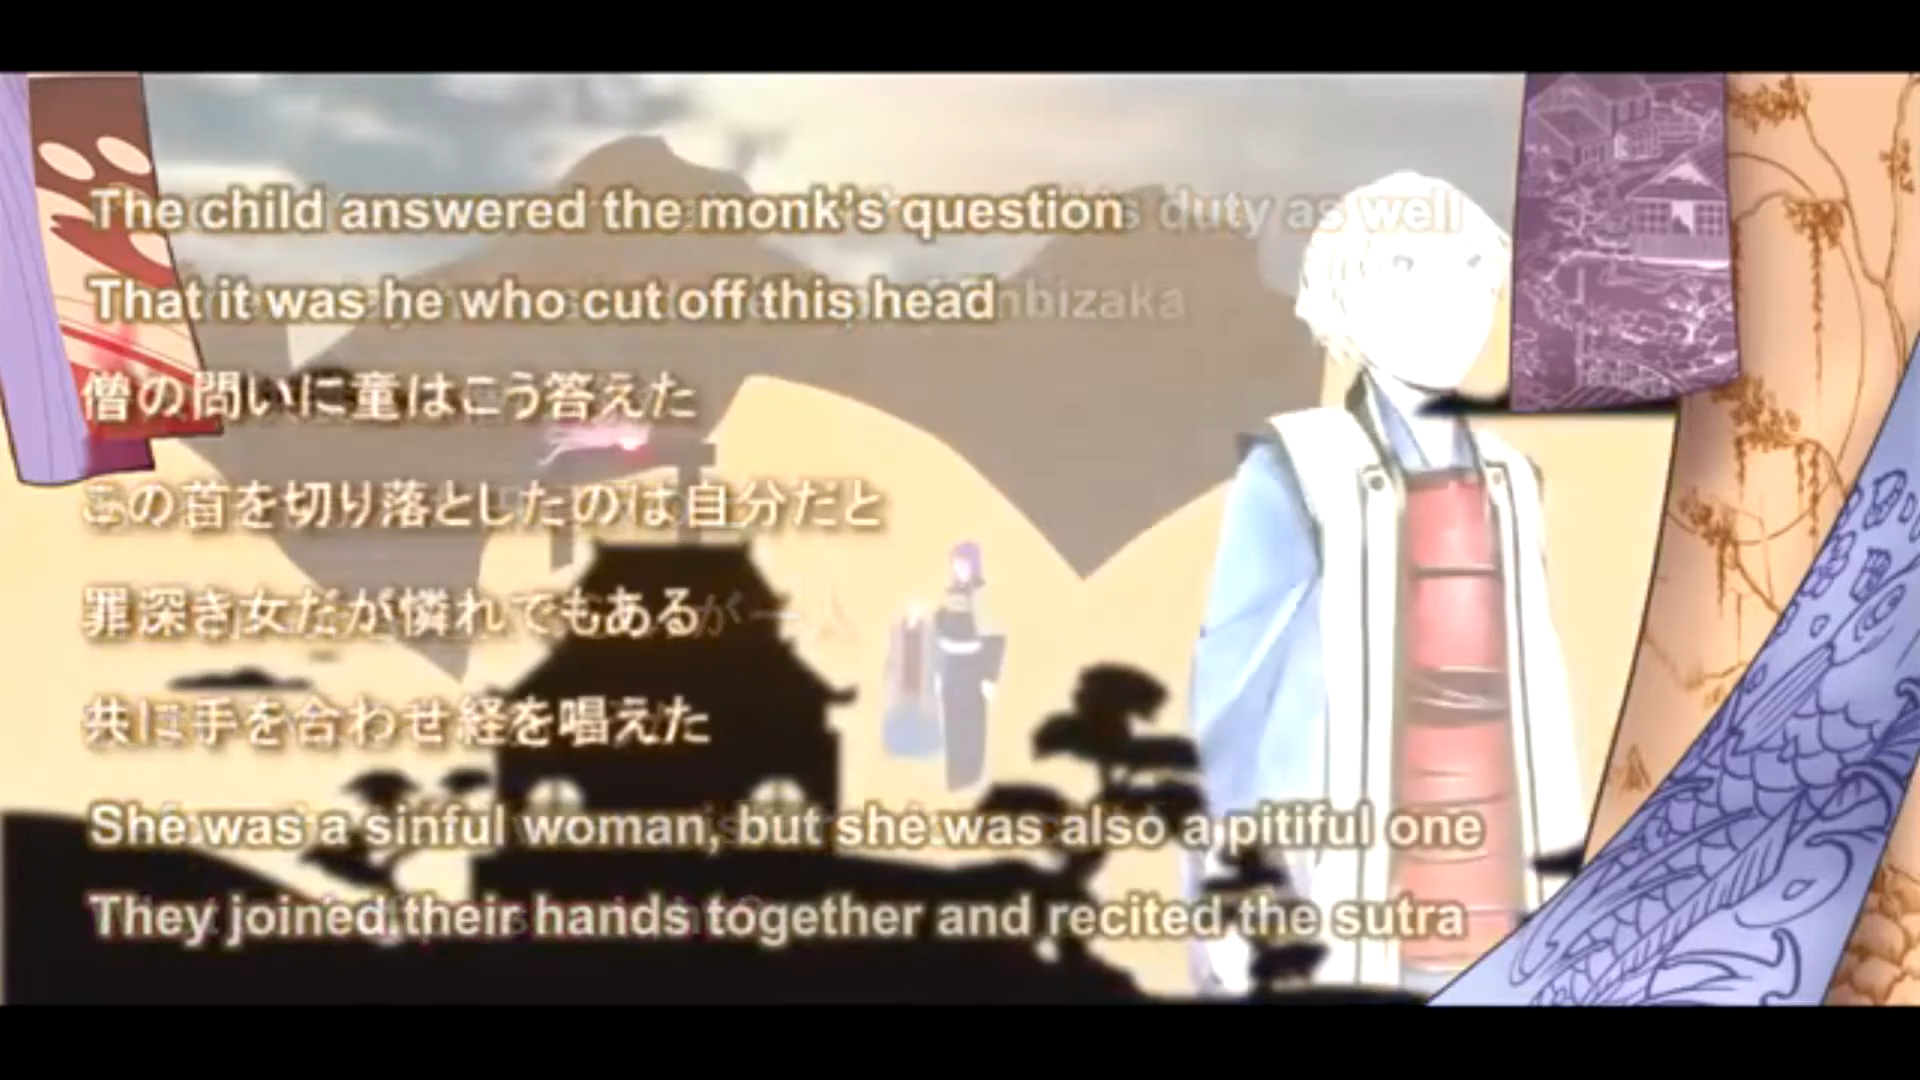 The child answered the monk's question
duty as well
That it was he who cut off this head
nbizaka
僧の問いに童はこう答えた
この首を切り落としたのは自分だと
罪深き女だが憐れでもある
共に手を合わせ経を唱えた
She was a sinful woman, but she was also a pitiful one
They joined their hands together and recited the sutra